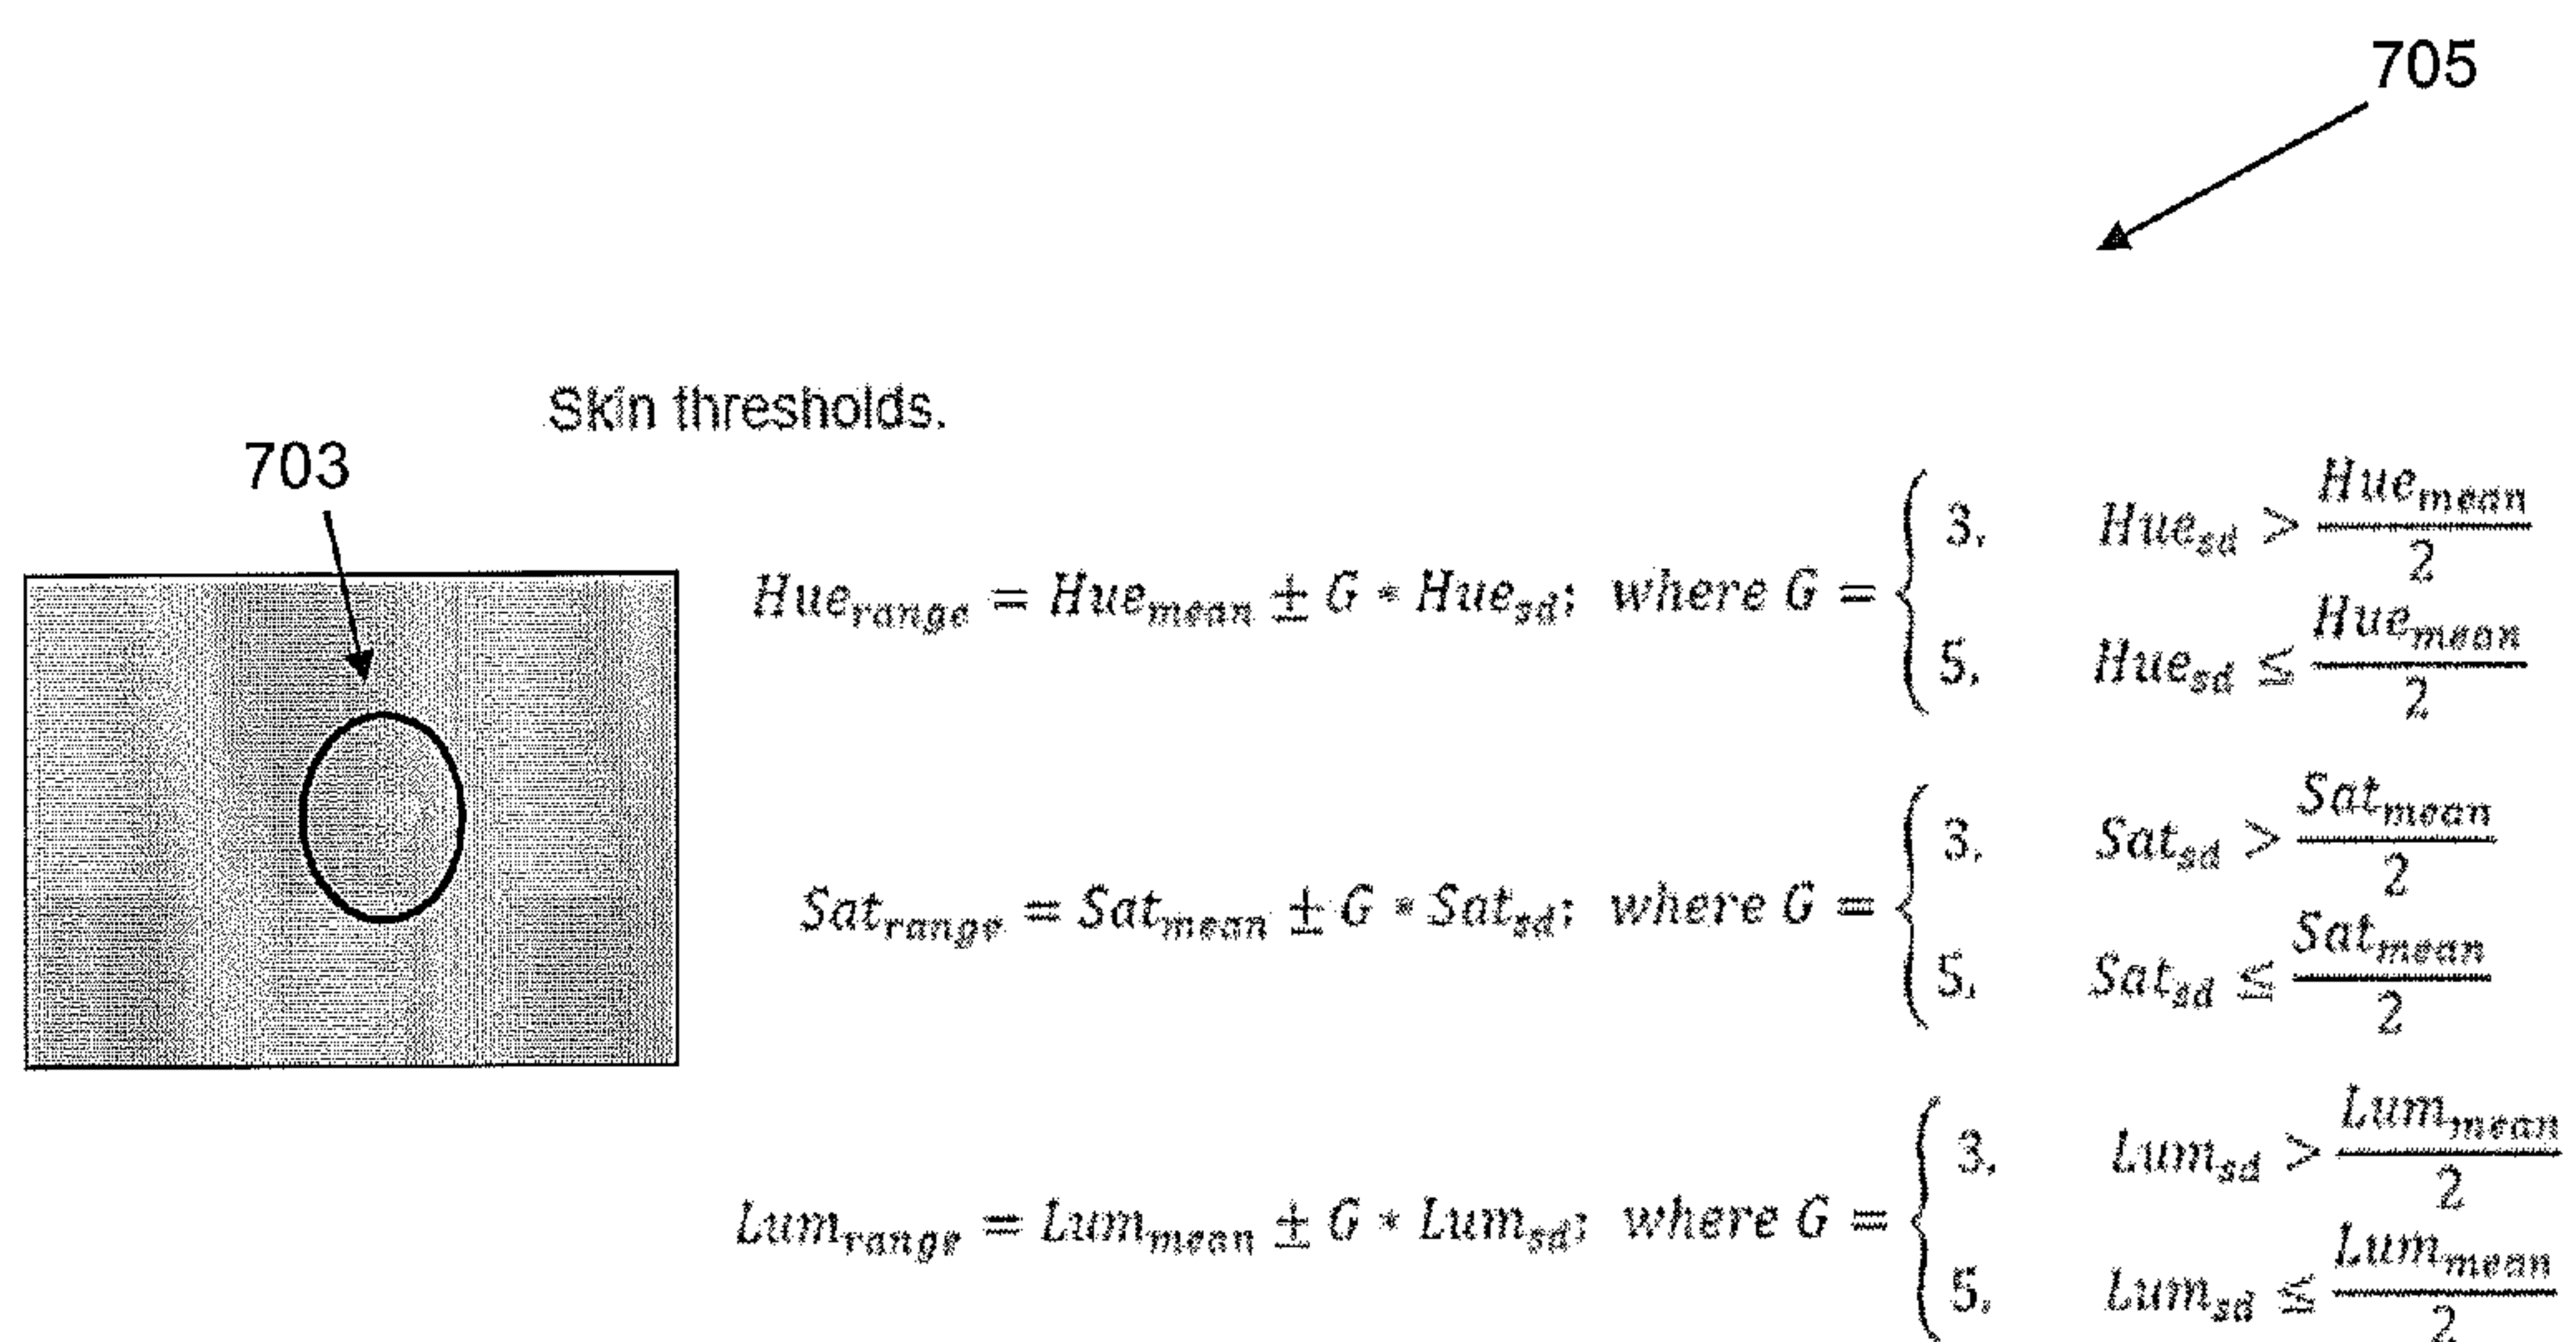 705
Skin thresholds.
703
Hue_range = Hue_mean ± G * Hue_sd; where G = { 3, Hue_sd > Hue_mean / 2
5, Hue_sd ≤ Hue_mean / 2
Sat_range = Sat_mean ± G * Sat_sd; where G = { 3, Sat_sd > Sat_mean / 2
5, Sat_sd ≤ Sat_mean / 2
Lum_range = Lum_mean ± G * Lum_sd; where G = { 3, Lum_sd > Lum_mean / 2
5, Lum_sd ≤ Lum_mean / 2